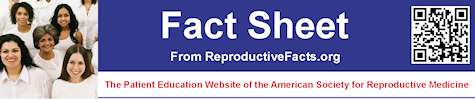 Fact Sheet
From ReproductiveFacts.org
The Patient Education Website of the American Society for Reproductive Medicine